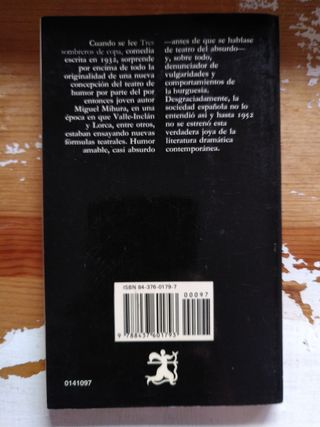 Cuando se lee Tres
sombreros de copa, comedia
escrita en 1932, sorprende
por encima de todo la
originalidad de una nueva
concepción del teatro de
humor por parte del por
entonces joven autor
Miguel Mihura, en una
época en que Valle-Inclán
y Lorca, entre otros,
estaban ensayando nuevas
fórmulas teatrales. Humor
amable, casi absurdo
—antes de que se hablase
de teatro del absurdo—
y, sobre todo,
denunciador de
vulgaridades y
comportamientos de
la burguesía.
Desgraciadamente, la
sociedad española no lo
entendió así y hasta 1952
no se estrenó esta
verdadera joya de la
literatura dramática
contemporánea.
ISBN 84-376-0179-7
00097
9 788437 601793
0141097